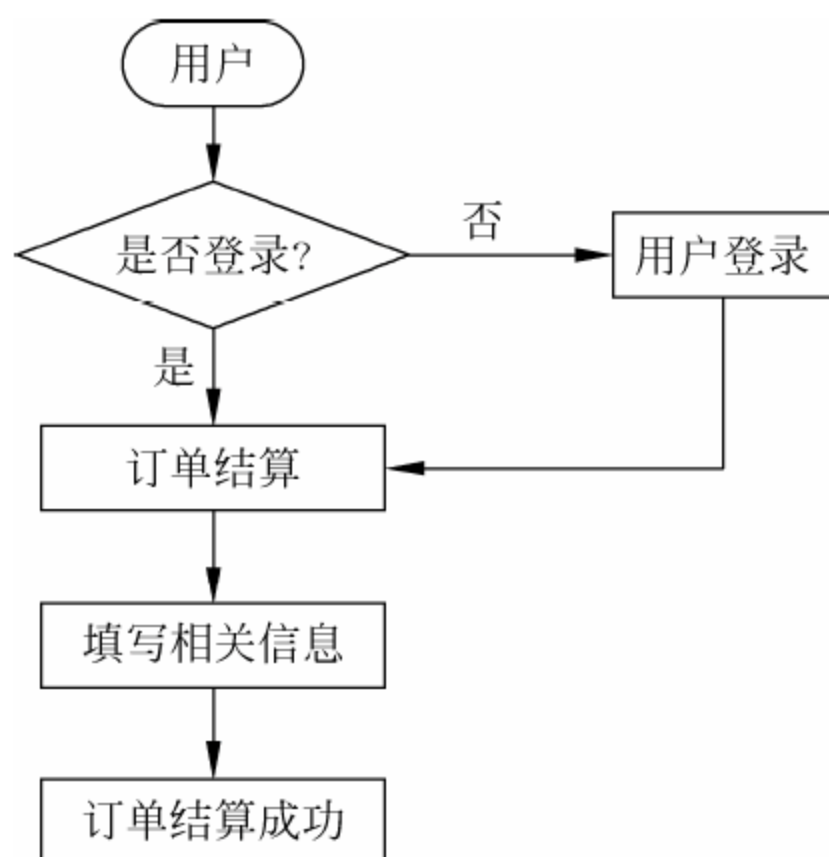 用户
是否登录?
否
用户登录
是
订单结算
填写相关信息
订单结算成功